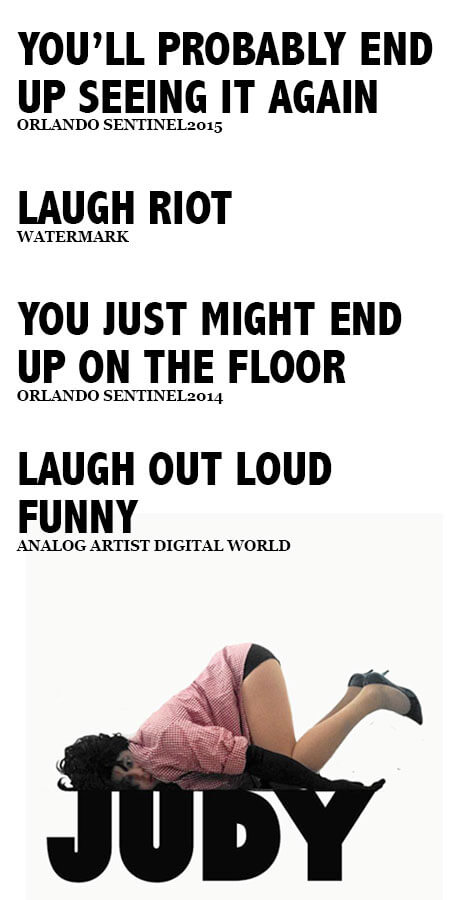 YOU’LL PROBABLY END
UP SEEING IT AGAIN
ORLANDO SENTINEL2015
LAUGH RIOT
WATERMARK
YOU JUST MIGHT END
UP ON THE FLOOR
ORLANDO SENTINEL2014
LAUGH OUT LOUD
FUNNY
ANALOG ARTIST DIGITAL WORLD
JUDY